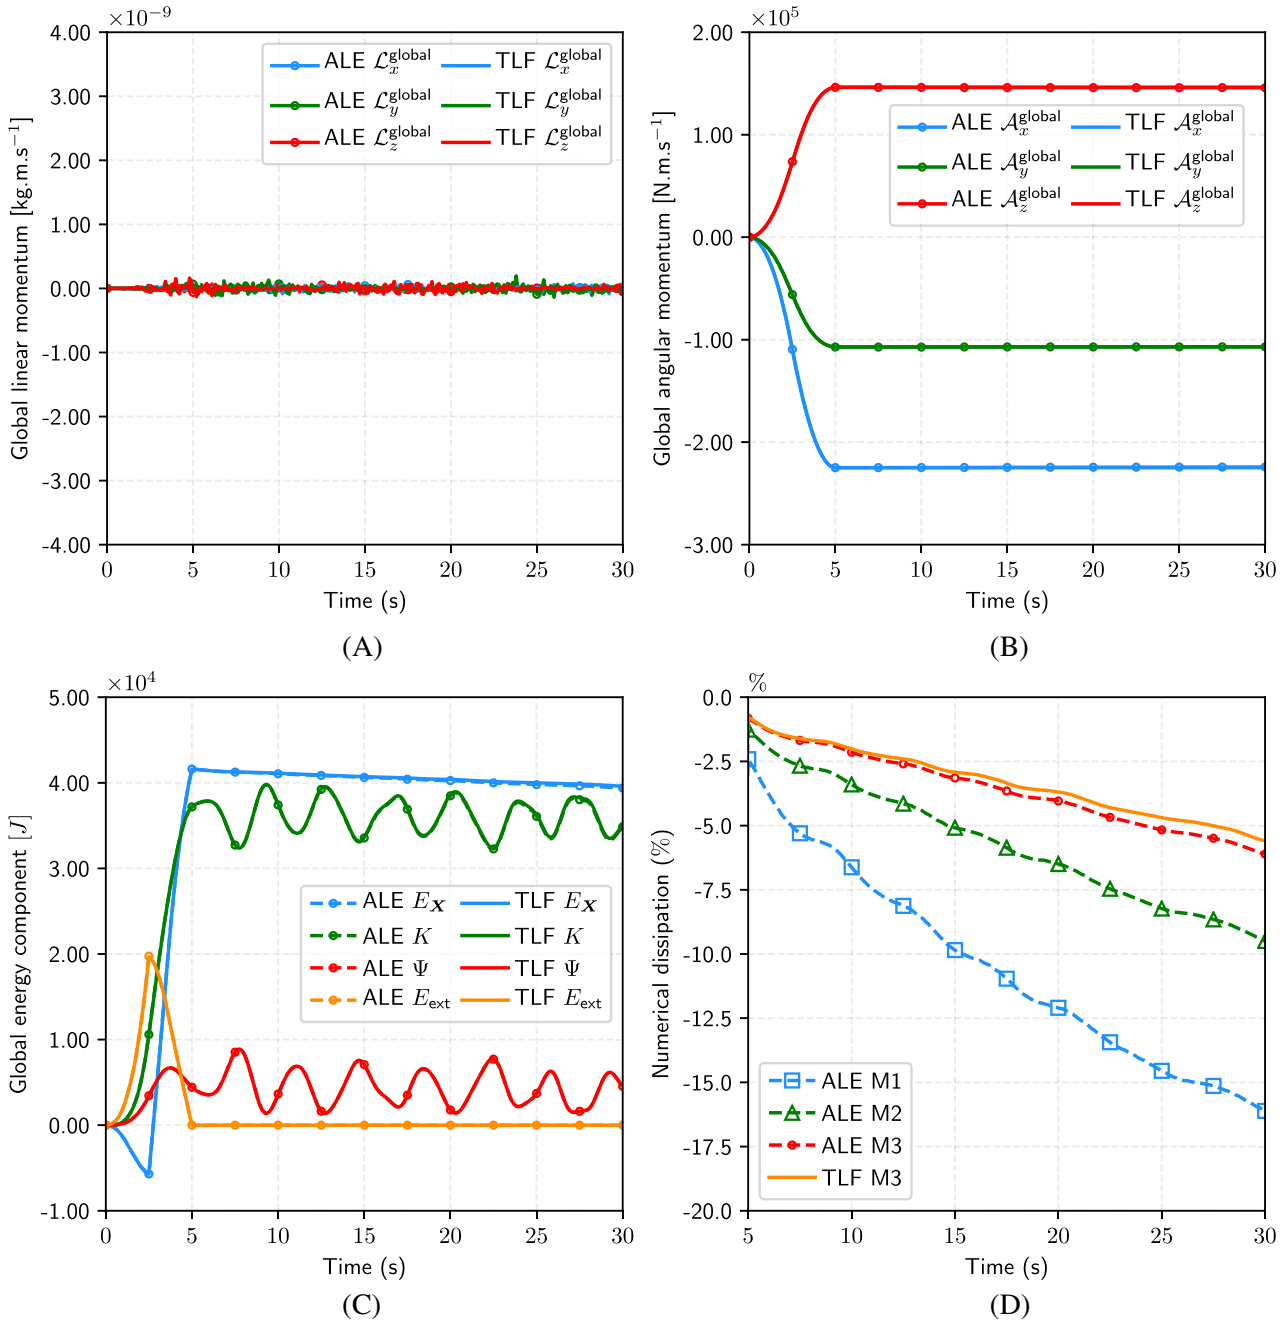 ×10⁻⁹
Global linear momentum [kg.m.s⁻¹]
4.00
3.00
2.00
1.00
0.00
-1.00
-2.00
-3.00
-4.00
ALE ℒₓ^global TLF ℒₓ^global
ALE ℒ_y^global TLF ℒ_y^global
ALE ℒ_z^global TLF ℒ_z^global
0 5 10 15 20 25 30
Time (s)
(A)
×10⁵
Global angular momentum [N.m.s⁻¹]
2.00
1.00
0.00
-1.00
-2.00
-3.00
ALE 𝒜ₓ^global TLF 𝒜ₓ^global
ALE 𝒜_y^global TLF 𝒜_y^global
ALE 𝒜_z^global TLF 𝒜_z^global
0 5 10 15 20 25 30
Time (s)
(B)
×10⁴
Global energy component [J]
5.00
4.00
3.00
2.00
1.00
0.00
-1.00
ALE E_X TLF E_X
ALE K TLF K
ALE Ψ TLF Ψ
ALE E_ext TLF E_ext
0 5 10 15 20 25 30
Time (s)
(C)
%
Numerical dissipation (%)
0.0
-2.5
-5.0
-7.5
-10.0
-12.5
-15.0
-17.5
-20.0
ALE M1
ALE M2
ALE M3
TLF M3
5 10 15 20 25 30
Time (s)
(D)